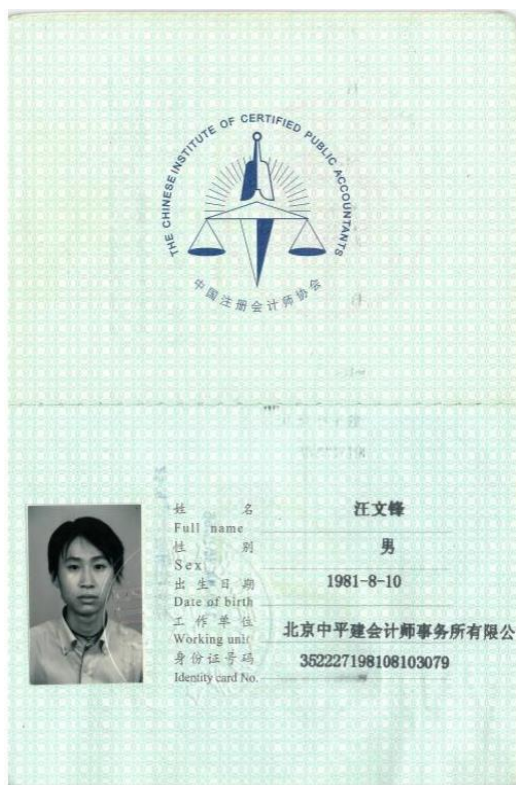 THE CHINESE INSTITUTE OF CERTIFIED PUBLIC ACCOUNTANTS
中国注册会计师协会
姓 名 汪文锋
Full name
性 别 男
Sex
出 生 日 期 1981-8-10
Date of birth
工 作 单 位 北京中平建会计师事务所有限公
Working unit
身份证号码 352227198108103079
Identity card No.